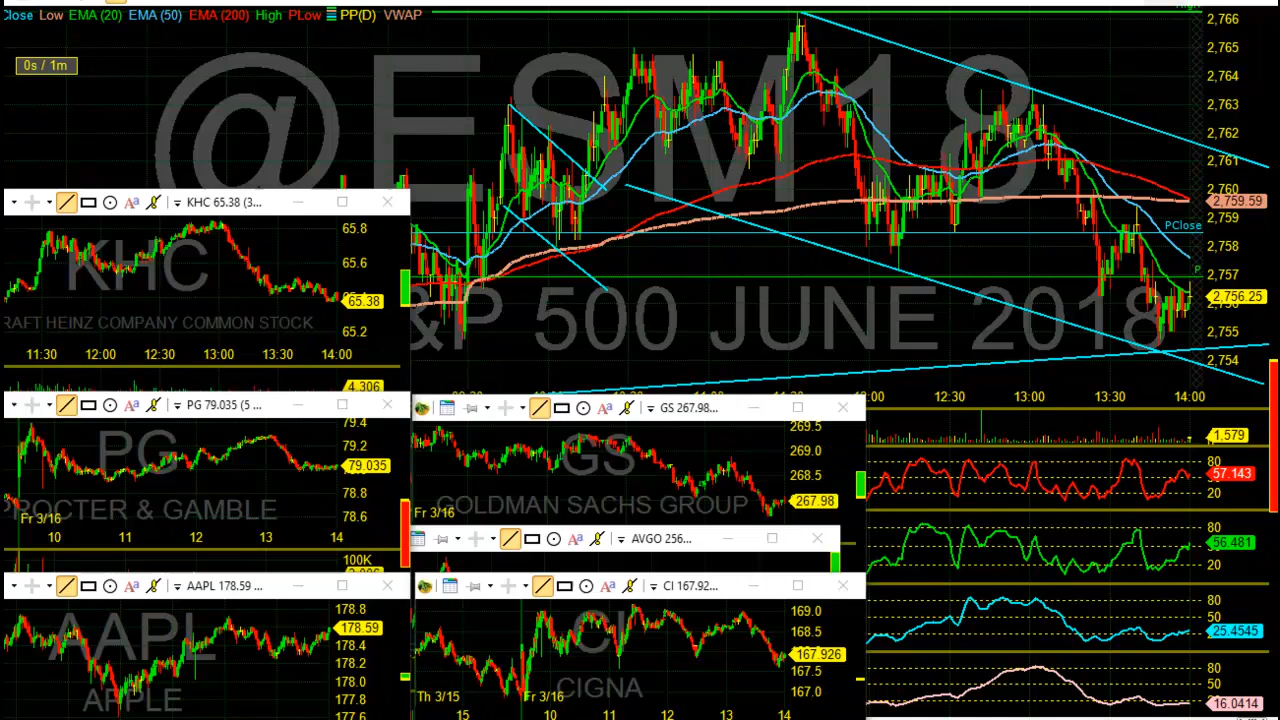 Close Low EMA (20) EMA (50) EMA (200) High PLow PP(D) VWAP
0s / 1m
@ESM18
S&P 500 JUNE 2018
2,766
2,765
2,764
2,763
2,762
2,761
2,760
2,759.59
2,759
2,758
2,757
2,756.25
2,755
2,754
PClose
P
12:30 13:00 13:30 14:00
KHC 65.38 (3...
KHC
RAFT HEINZ COMPANY COMMON STOCK
65.8
65.6
65.38
65.2
11:30 12:00 12:30 13:00 13:30 14:00
4.306
PG 79.035 (5 ...
PG
PROCTER & GAMBLE
79.4
79.2
79.035
78.8
78.6
Fr 3/16
10 11 12 13 14
100K
AAPL 178.59 ...
AAPL
APPLE
178.8
178.59
178.4
178.2
178.0
177.8
177.6
GS 267.98...
GS
GOLDMAN SACHS GROUP
269.5
269.0
268.5
267.98
Fr 3/16
AVGO 256...
CI 167.92...
CI
CIGNA
169.0
168.5
167.926
167.5
167.0
Th 3/15 Fr 3/16
15 10 11 12 13 14
1.579
80
57.143
20
80
56.481
20
80
50
25.4545
80
50
16.0414